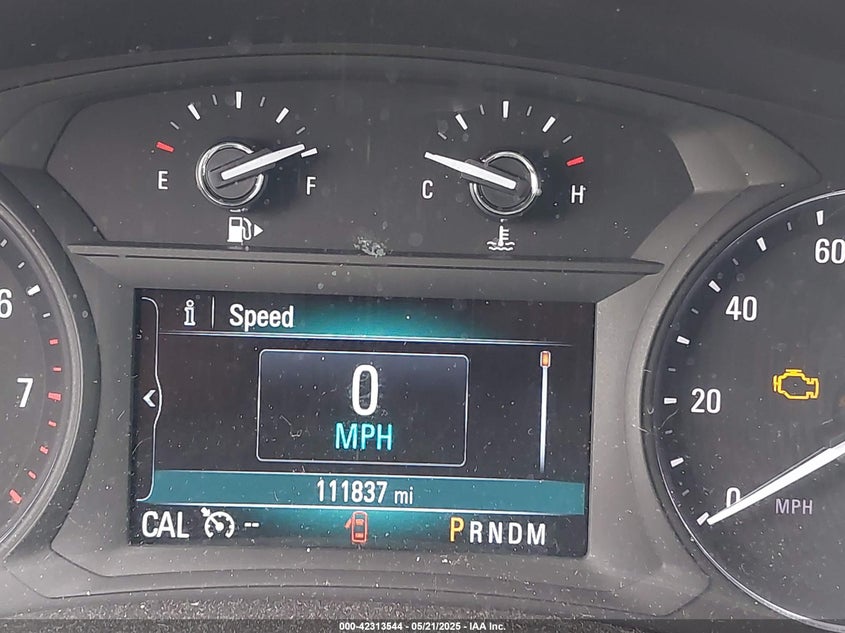 E F
C H
6
7
i Speed
0
MPH
111837 mi
CAL -- PRNDM
60
40
20
0
MPH
000-42313544 - 05/21/2025 - IAA Inc.